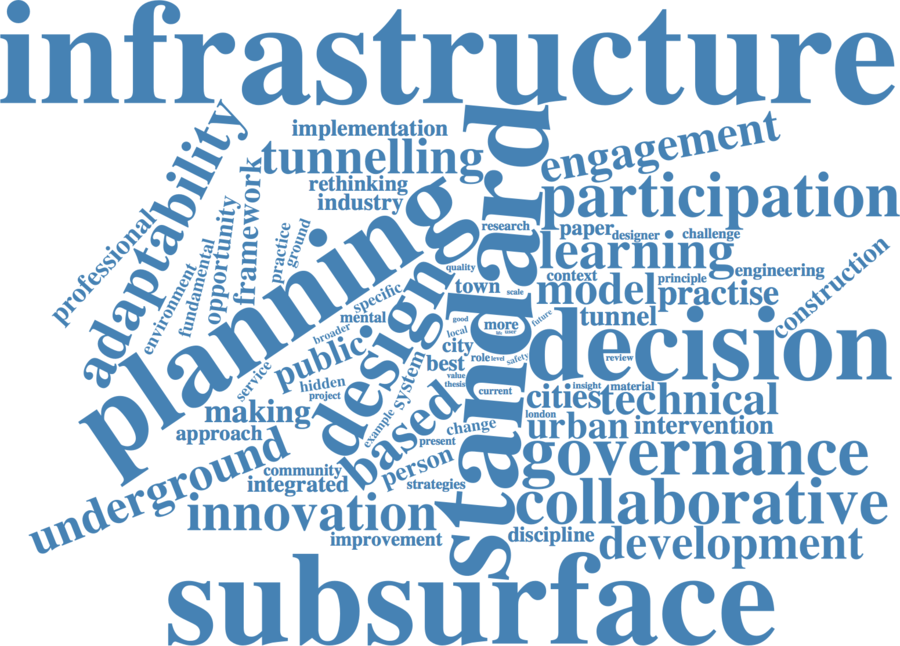 infrastructure
implementation
tunnelling
rethinking
industry
engagement
participation
standard
adaptability
professional
environment
fundamental
opportunity
framework
practice
ground
planning
research
paper
designer
challenge
learning
quality
town
scale
context
principle
engineering
construction
model
practise
specific
mental
broader
public
design
good
local
more
life
user
future
tunnel
decision
city
role
level
safety
review
best
value
thesis
service
hidden
project
system
current
cities
insight
material
technical
making
approach
example
based
change
present
london
urban
intervention
underground
community
integrated
person
strategies
governance
innovation
collaborative
improvement
discipline
development
subsurface